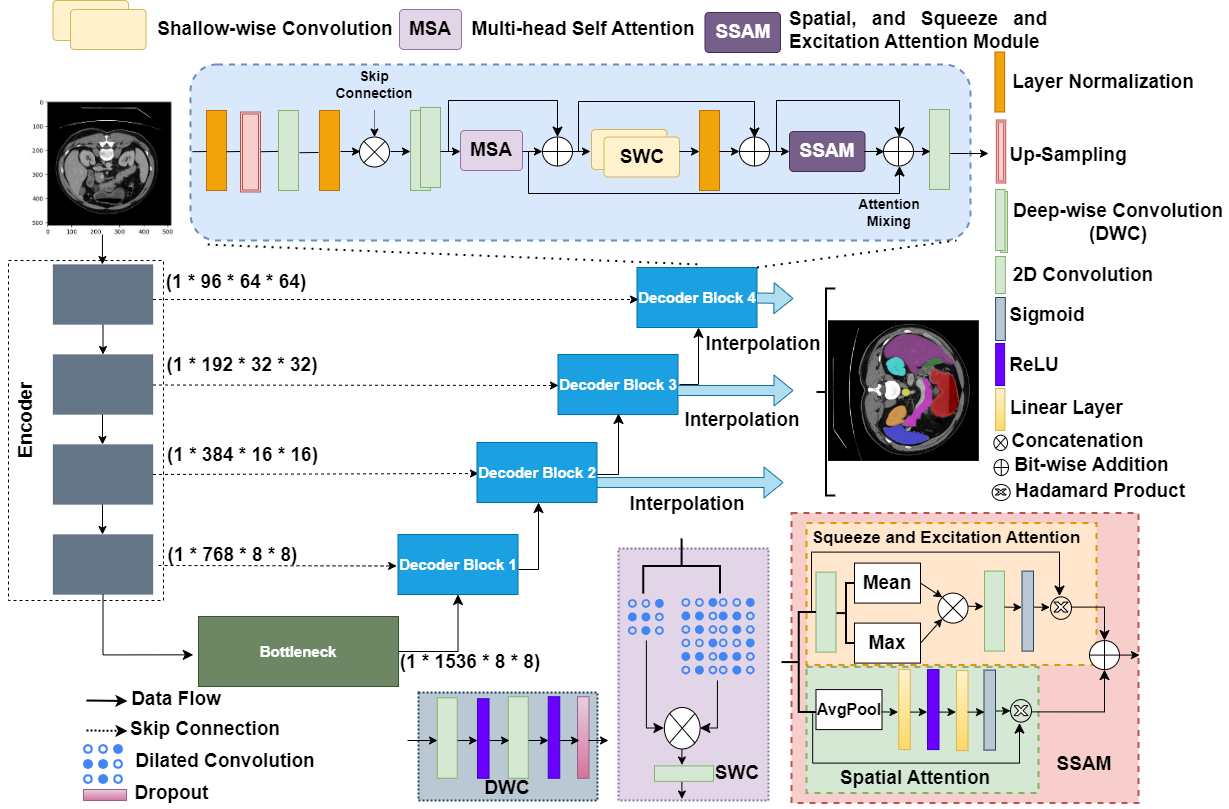 Shallow-wise Convolution
MSA
Multi-head Self Attention
SSAM
Spatial, and Squeeze and
Excitation Attention Module
Skip
Connection
MSA
SWC
SSAM
Attention
Mixing
Layer Normalization
Up-Sampling
Deep-wise Convolution
(DWC)
2D Convolution
Sigmoid
ReLU
Linear Layer
Concatenation
Bit-wise Addition
Hadamard Product
0
100
200
300
400
500
0 100 200 300 400 500
Encoder
(1 * 96 * 64 * 64)
(1 * 192 * 32 * 32)
(1 * 384 * 16 * 16)
(1 * 768 * 8 * 8)
Decoder Block 4
Interpolation
Decoder Block 3
Interpolation
Decoder Block 2
Interpolation
Decoder Block 1
Bottleneck
(1 * 1536 * 8 * 8)
Data Flow
Skip Connection
Dilated Convolution
Dropout
DWC
SWC
Squeeze and Excitation Attention
Mean
Max
AvgPool
Spatial Attention
SSAM